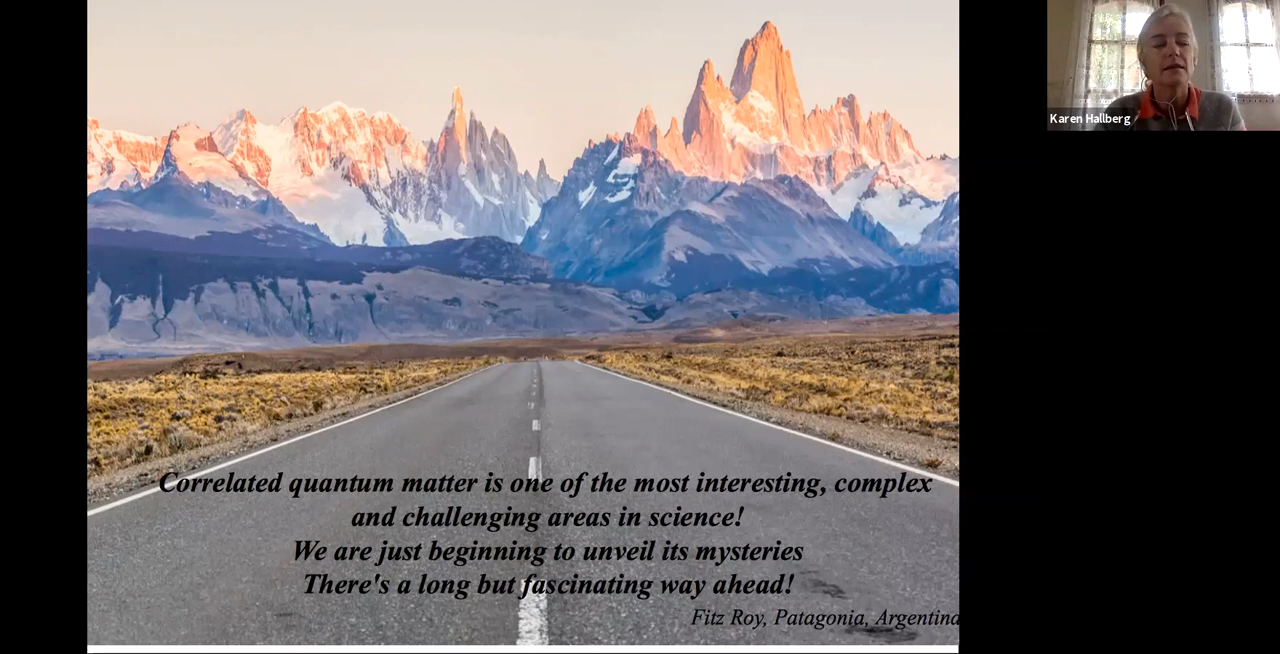 Karen Hallberg
Correlated quantum matter is one of the most interesting, complex
and challenging areas in science!
We are just beginning to unveil its mysteries
There's a long but fascinating way ahead!
Fitz Roy, Patagonia, Argentina